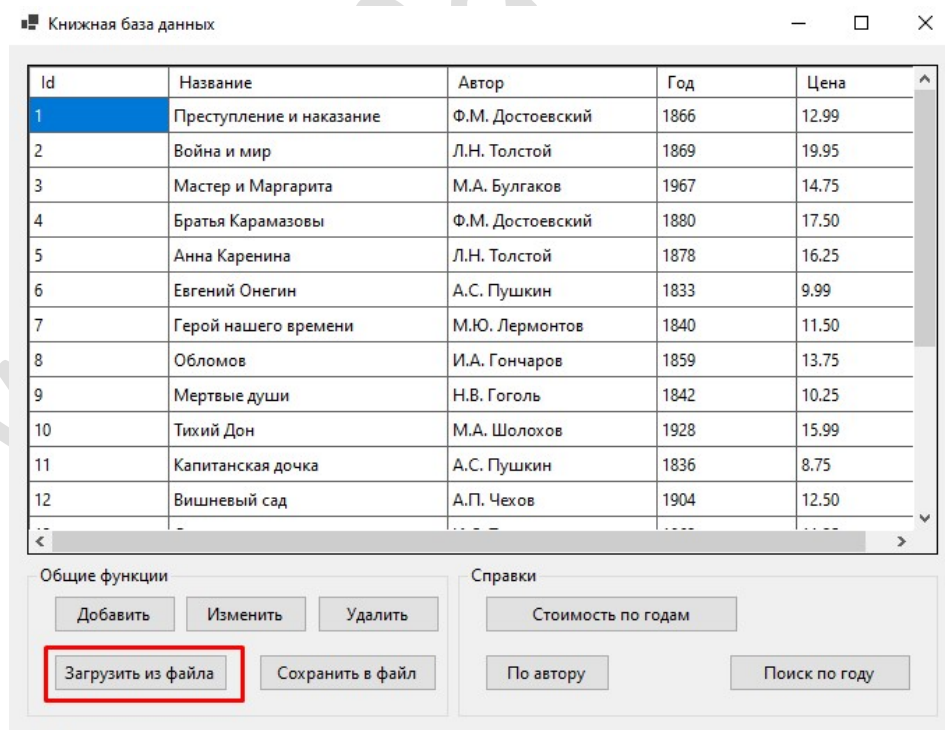 Книжная база данных
Id Название Автор Год Цена
1 Преступление и наказание Ф.М. Достоевский 1866 12.99
2 Война и мир Л.Н. Толстой 1869 19.95
3 Мастер и Маргарита М.А. Булгаков 1967 14.75
4 Братья Карамазовы Ф.М. Достоевский 1880 17.50
5 Анна Каренина Л.Н. Толстой 1878 16.25
6 Евгений Онегин А.С. Пушкин 1833 9.99
7 Герой нашего времени М.Ю. Лермонтов 1840 11.50
8 Обломов И.А. Гончаров 1859 13.75
9 Мертвые души Н.В. Гоголь 1842 10.25
10 Тихий Дон М.А. Шолохов 1928 15.99
11 Капитанская дочка А.С. Пушкин 1836 8.75
12 Вишневый сад А.П. Чехов 1904 12.50
Общие функции Справки
Добавить Изменить Удалить Стоимость по годам
Загрузить из файла Сохранить в файл По автору Поиск по году